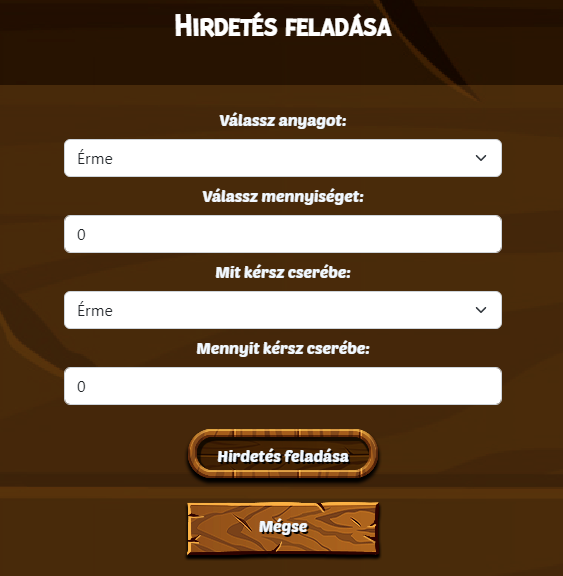 Hirdetés feladása
Válassz anyagot:
Érme
Válassz mennyiséget:
0
Mit kérsz cserébe:
Érme
Mennyit kérsz cserébe:
0
Hirdetés feladása
Mégse